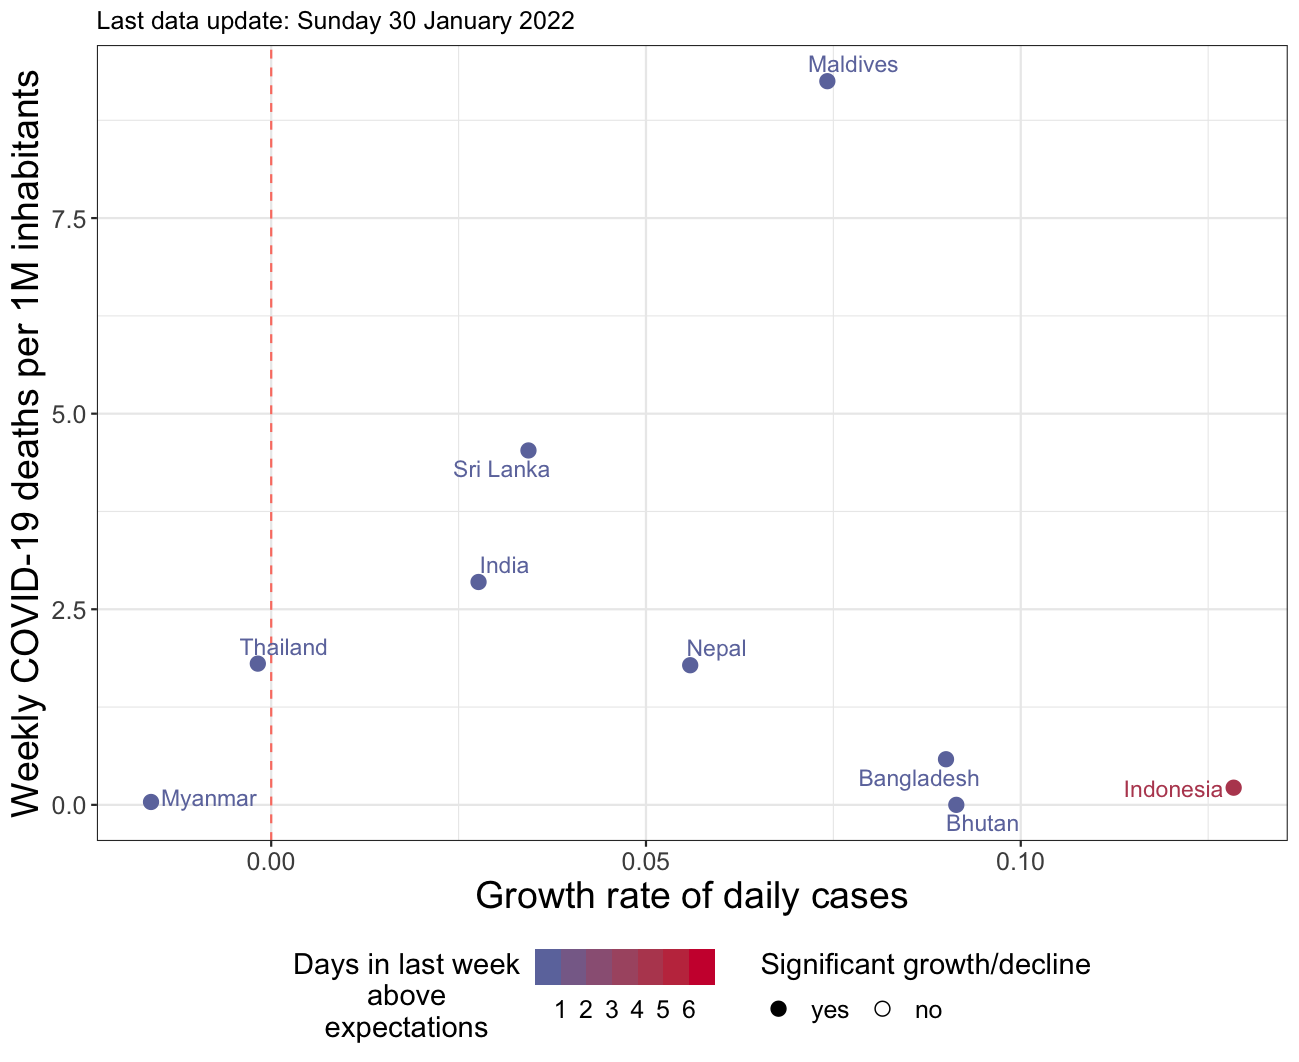 Last data update: Sunday 30 January 2022
Weekly COVID-19 deaths per 1M inhabitants
7.5
5.0
2.5
0.0
Maldives
Sri Lanka
India
Thailand
Nepal
Bangladesh
Indonesia
Myanmar
Bhutan
0.00 0.05 0.10
Growth rate of daily cases
Days in last week
above
expectations
1 2 3 4 5 6
Significant growth/decline
yes no